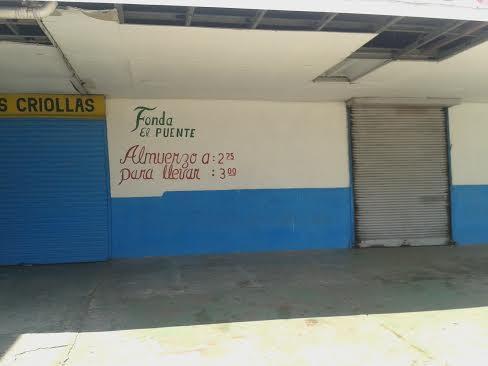 S CRIOLLAS
Fonda
El PUENTE
Almuerzo a: 2 75
para llevar : 3 00